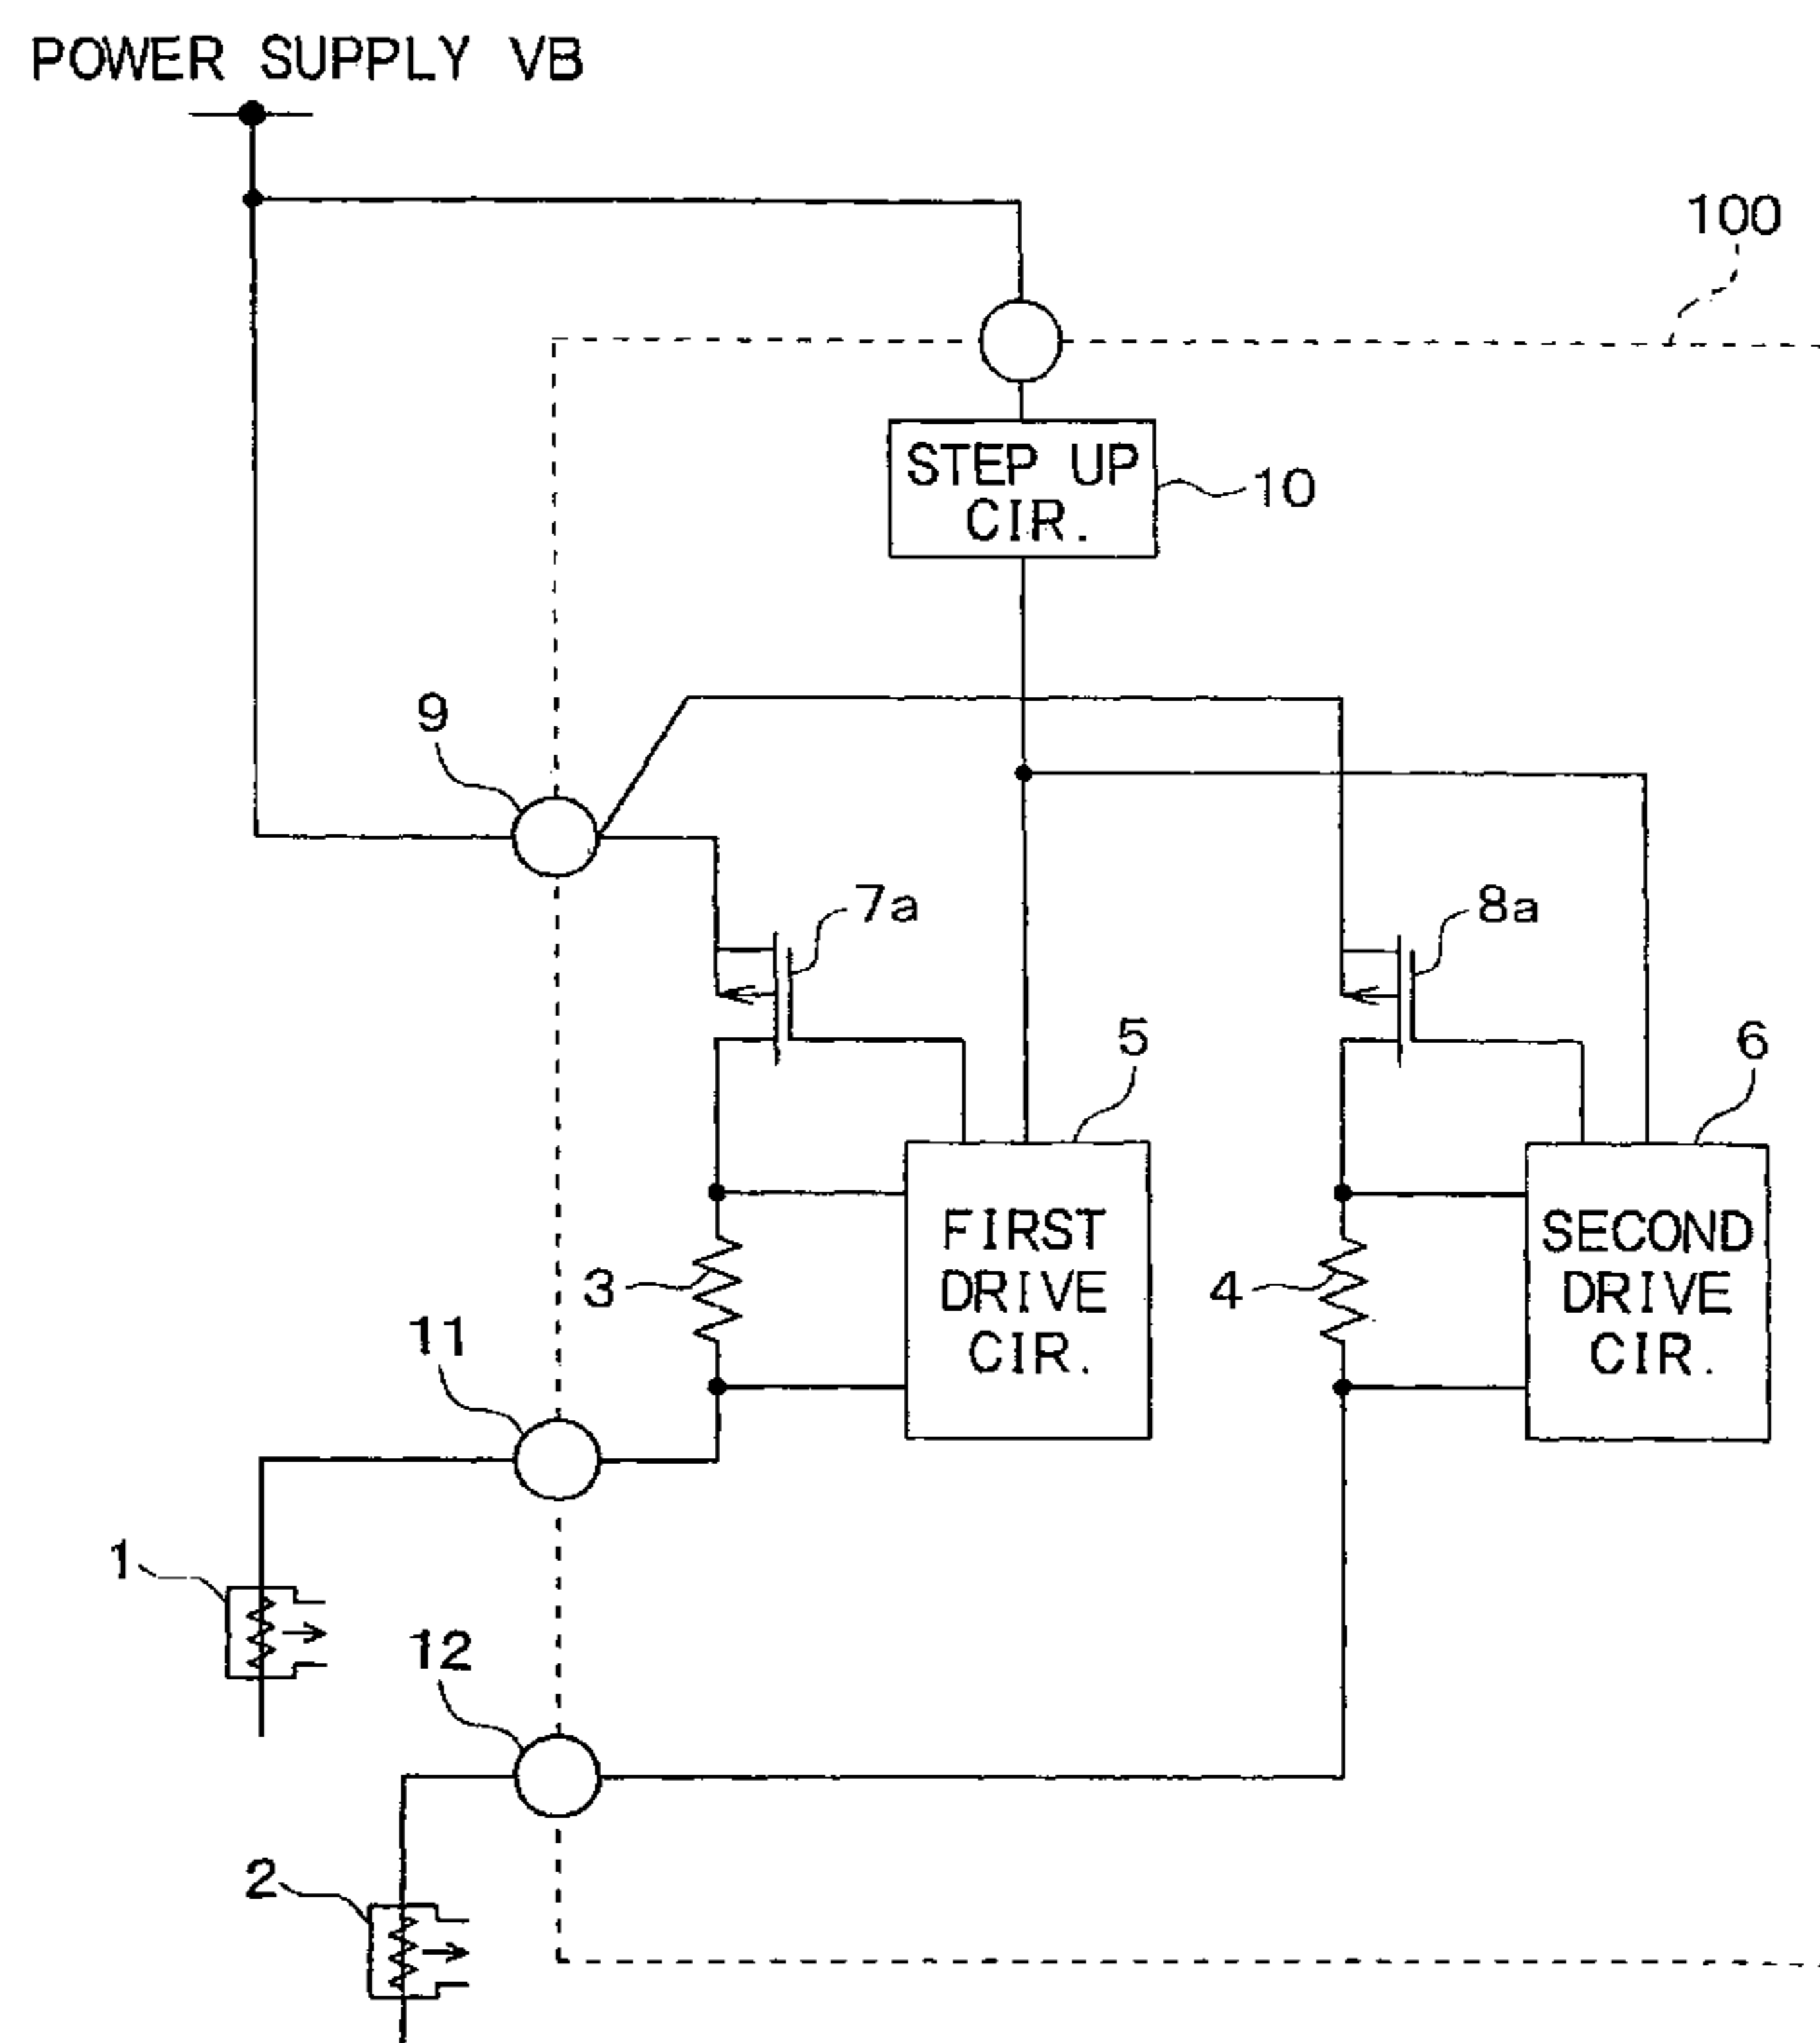 POWER SUPPLY VB
100
STEP UP
CIR.
10
9
7a
8a
5
6
FIRST
DRIVE
CIR.
SECOND
DRIVE
CIR.
3
4
11
1
12
2